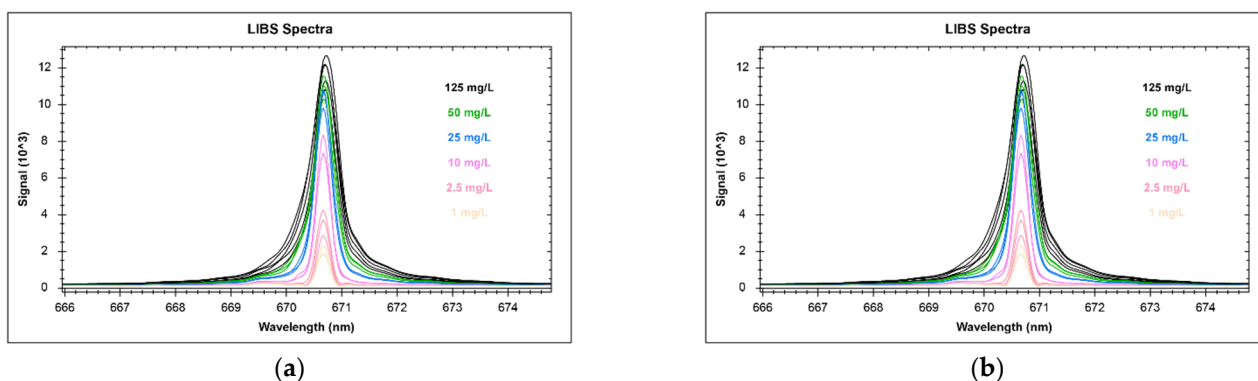 LIBS Spectra
12
10
8
6
4
2
0
Signal (10^3)
125 mg/L
50 mg/L
25 mg/L
10 mg/L
2.5 mg/L
1 mg/L
666 667 668 669 670 671 672 673 674
Wavelength (nm)
(a)
LIBS Spectra
12
10
8
6
4
2
0
Signal (10^3)
125 mg/L
50 mg/L
25 mg/L
10 mg/L
2.5 mg/L
1 mg/L
666 667 668 669 670 671 672 673 674
Wavelength (nm)
(b)